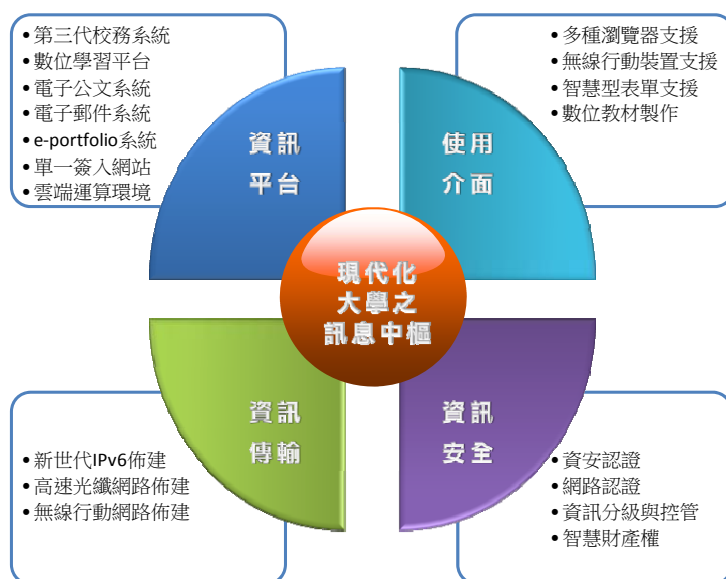 • 第三代校務系統
• 數位學習平台
• 電子公文系統
• 電子郵件系統
• e-portfolio系統
• 單一簽入網站
• 雲端運算環境
• 多種瀏覽器支援
• 無線行動裝置支援
• 智慧型表單支援
• 數位教材製作
資訊
平台
使用
介面
現代化
大學之
訊息中樞
資訊
傳輸
資訊
安全
• 新世代IPv6佈建
• 高速光纖網路佈建
• 無線行動網路佈建
• 資安認證
• 網路認證
• 資訊分級與控管
• 智慧財產權